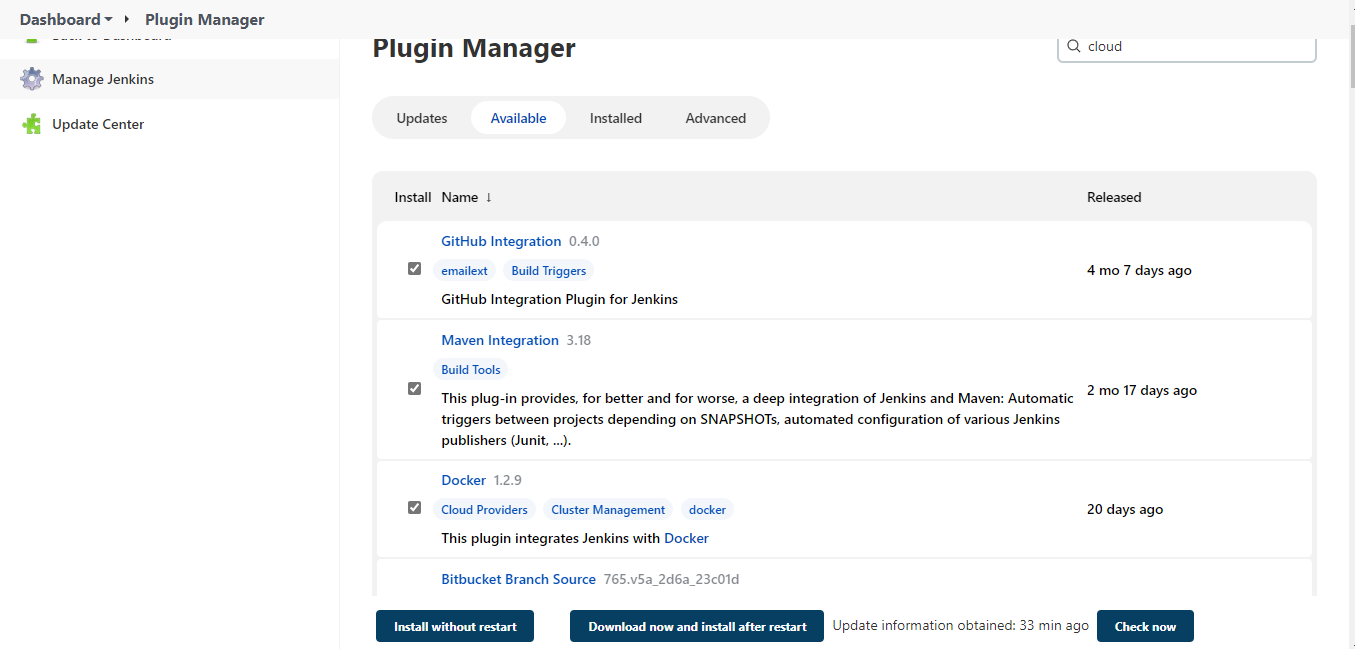 Dashboard
Plugin Manager
Back to Dashboard
Plugin Manager
cloud
Manage Jenkins
Update Center
Updates
Available
Installed
Advanced
Install Name ↓ Released
GitHub Integration 0.4.0
emailext Build Triggers
4 mo 7 days ago
GitHub Integration Plugin for Jenkins
Maven Integration 3.18
Build Tools
This plug-in provides, for better and for worse, a deep integration of Jenkins and Maven: Automatic
triggers between projects depending on SNAPSHOTs, automated configuration of various Jenkins
publishers (Junit, ...).
2 mo 17 days ago
Docker 1.2.9
Cloud Providers Cluster Management docker
20 days ago
This plugin integrates Jenkins with Docker
Bitbucket Branch Source 765.v5a_2d6a_23c01d
Install without restart
Download now and install after restart
Update information obtained: 33 min ago
Check now